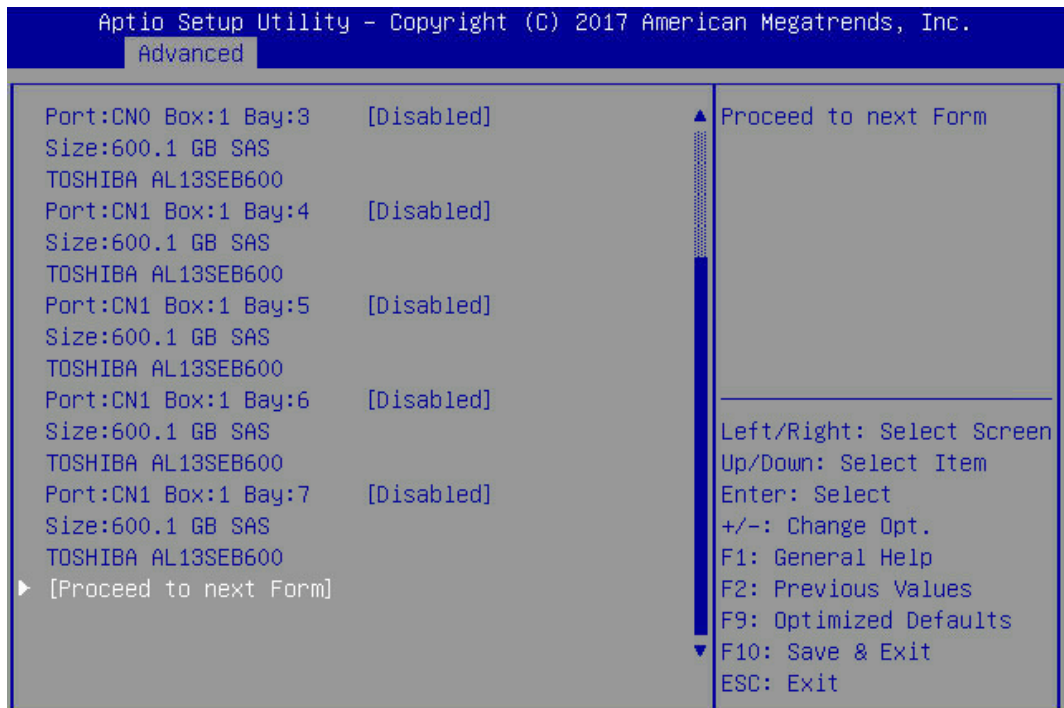 Aptio Setup Utility – Copyright (C) 2017 American Megatrends, Inc.
Advanced
Port:CN0 Box:1 Bay:3 [Disabled]
Size:600.1 GB SAS
TOSHIBA AL13SEB600
Port:CN1 Box:1 Bay:4 [Disabled]
Size:600.1 GB SAS
TOSHIBA AL13SEB600
Port:CN1 Box:1 Bay:5 [Disabled]
Size:600.1 GB SAS
TOSHIBA AL13SEB600
Port:CN1 Box:1 Bay:6 [Disabled]
Size:600.1 GB SAS
TOSHIBA AL13SEB600
Port:CN1 Box:1 Bay:7 [Disabled]
Size:600.1 GB SAS
TOSHIBA AL13SEB600
[Proceed to next Form]
Proceed to next Form
Left/Right: Select Screen
Up/Down: Select Item
Enter: Select
+/-: Change Opt.
F1: General Help
F2: Previous Values
F9: Optimized Defaults
F10: Save & Exit
ESC: Exit